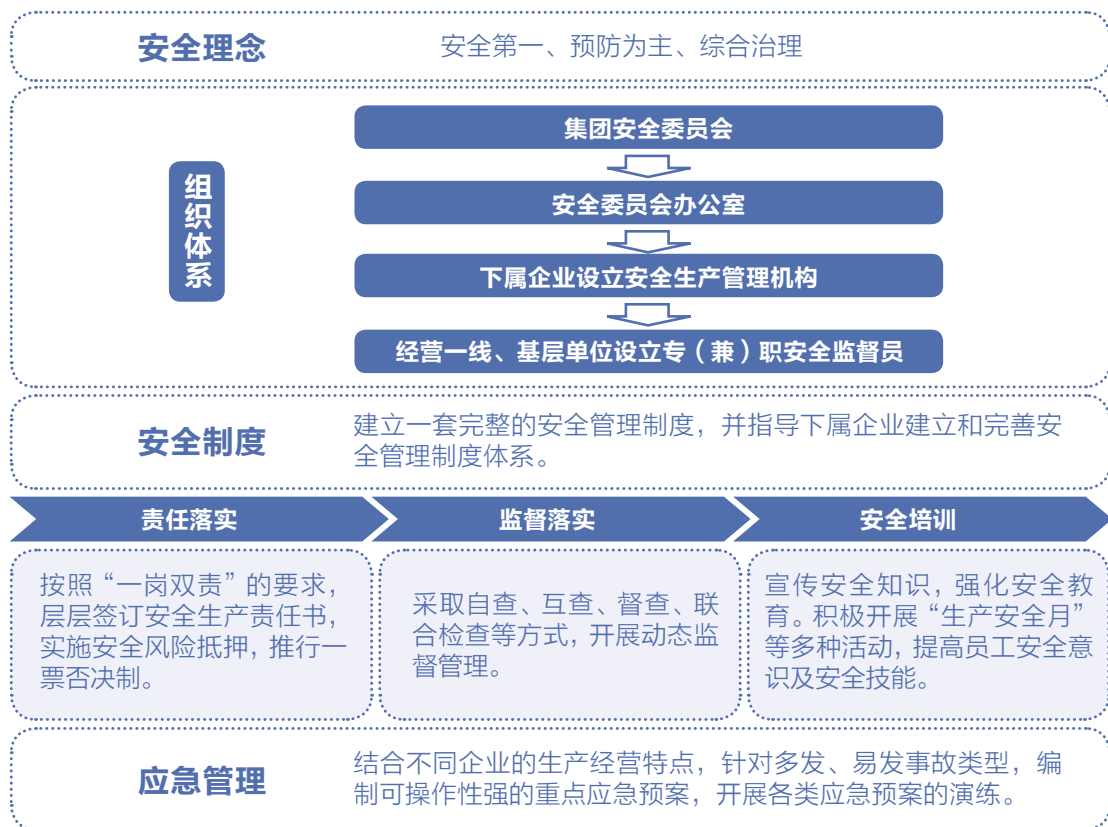 安全理念
安全第一、预防为主、综合治理
组织体系
集团安全委员会
安全委员会办公室
下属企业设立安全生产管理机构
经营一线、基层单位设立专（兼）职安全监督员
安全制度
建立一套完整的安全管理制度，并指导下属企业建立和完善安
全管理制度体系。
责任落实
监督落实
安全培训
按照“一岗双责”的要求，
层层签订安全生产责任书，
实施安全风险抵押，推行一
票否决制。
采取自查、互查、督查、联
合检查等方式，开展动态监
督管理。
宣传安全知识，强化安全教
育。积极开展“生产安全月”
等多种活动，提高员工安全意
识及安全技能。
应急管理
结合不同企业的生产经营特点，针对多发、易发事故类型，编
制可操作性强的重点应急预案，开展各类应急预案的演练。